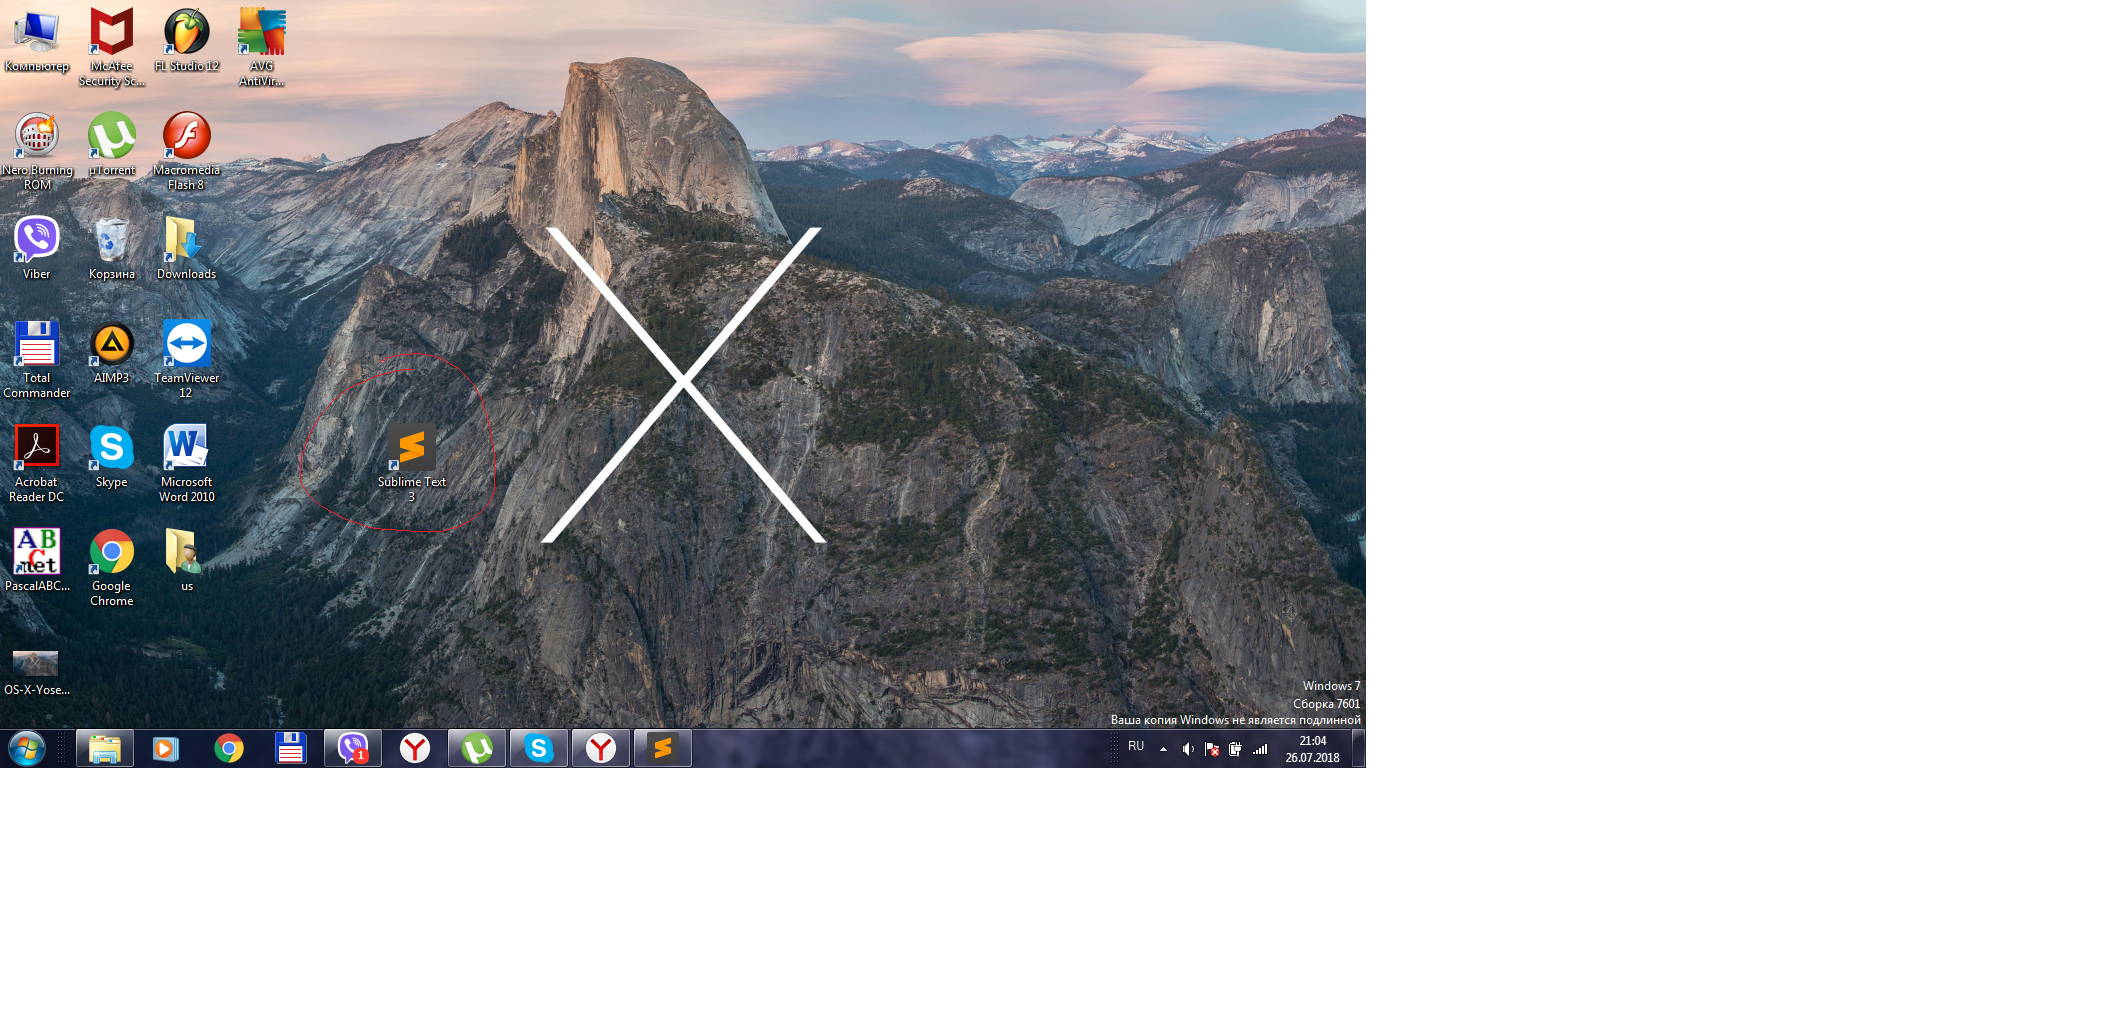 Компьютер
McAfee
Security Sc...
FL Studio 12
AVG
AntiVir...
Nero Burning
ROM
µTorrent
Macromedia
Flash 8
Viber
Корзина
Downloads
Total
Commander
AIMP3
TeamViewer
12
Acrobat
Reader DC
Skype
Microsoft
Word 2010
Sublime Text
3
PascalABC...
Google
Chrome
us
OS-X-Yose...
Windows 7
Сборка 7601
Ваша копия Windows не является подлинной
1
RU
21:04
26.07.2018